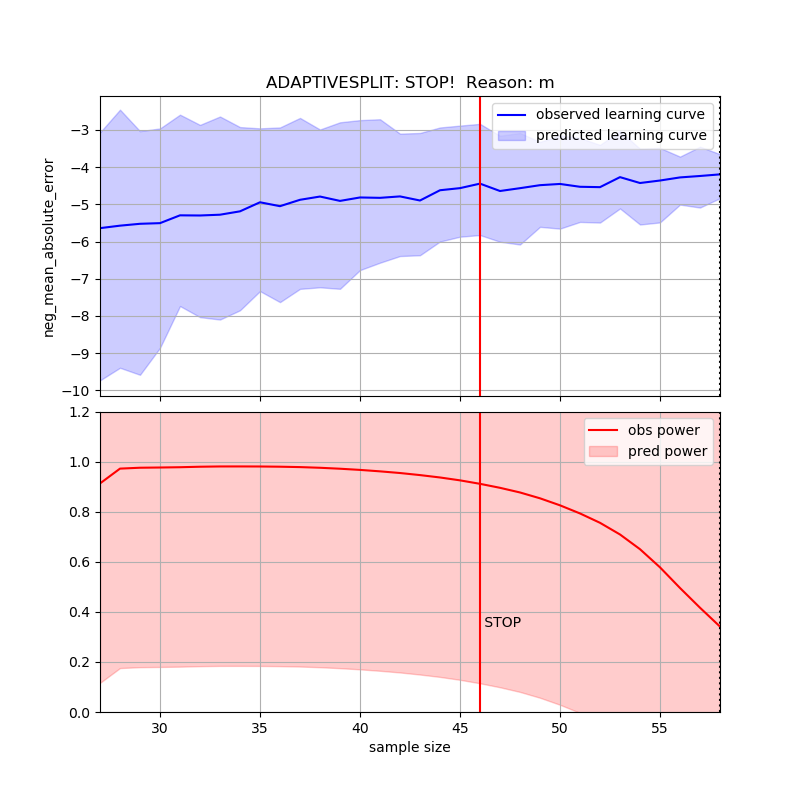 ADAPTIVESPLIT: STOP!  Reason: m
observed learning curve
predicted learning curve
−3
−4
−5
−6
−7
−8
−9
−10
neg_mean_absolute_error
obs power
pred power
1.2
1.0
0.8
0.6
0.4
0.2
0.0
STOP
30 35 40 45 50 55
sample size